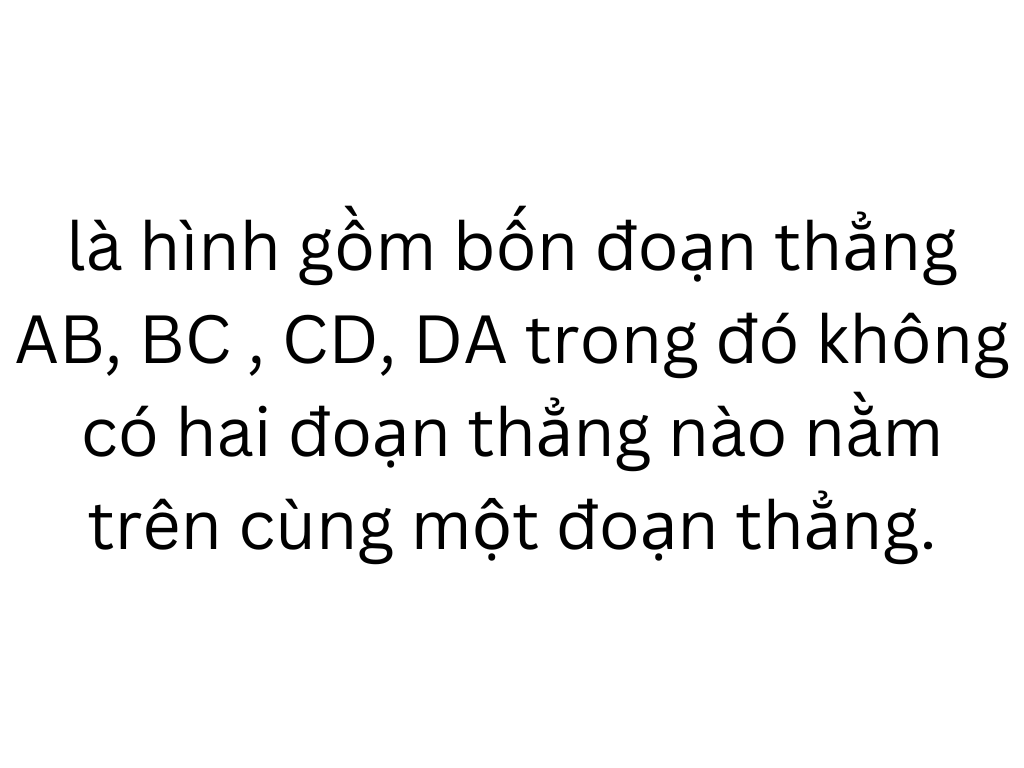 là hình gồm bốn đoạn thẳng
AB, BC , CD, DA trong đó không
có hai đoạn thẳng nào nằm
trên cùng một đoạn thẳng.